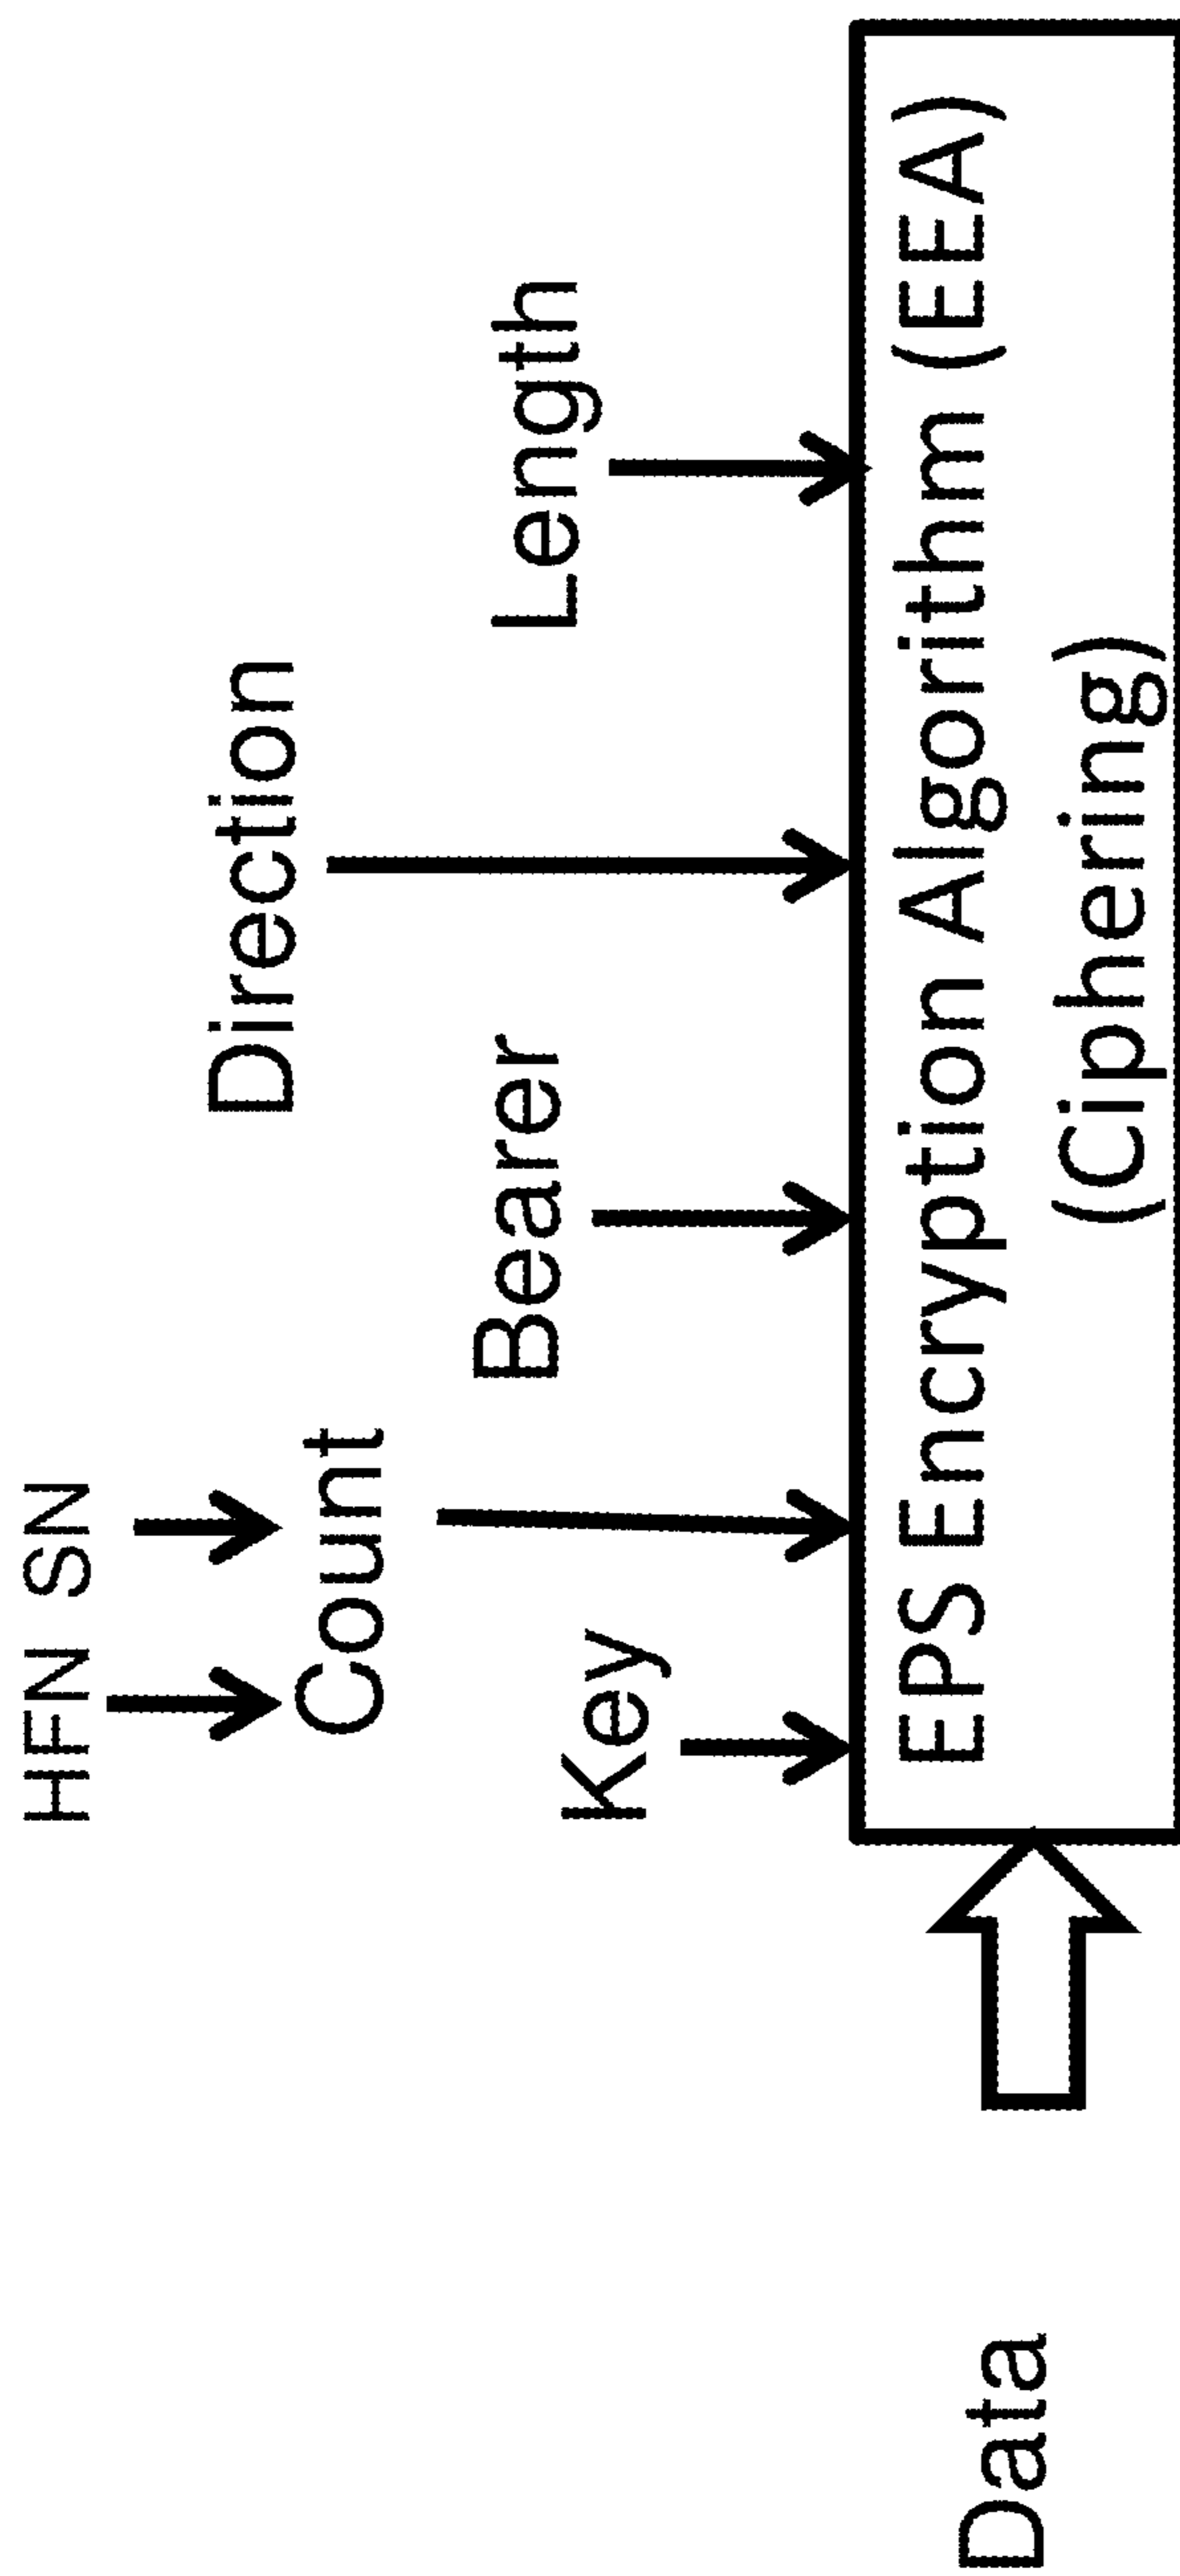 HFN SN
Count
Direction
Bearer
Length
Key
Data
EPS Encryption Algorithm (EEA)
(Ciphering)